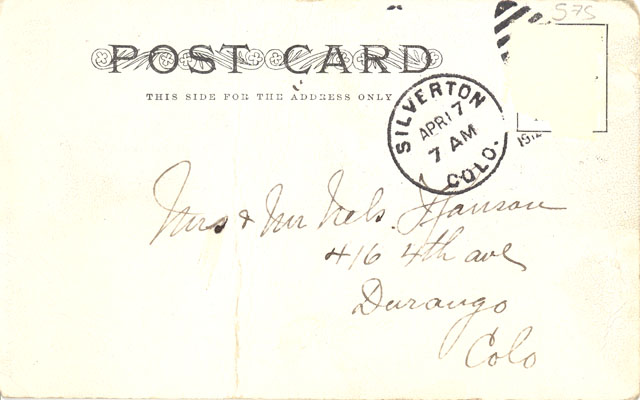 575
POST CARD
THIS SIDE FOR THE ADDRESS ONLY
SILVERTON
APR 17
7 AM
COLO.
Mrs & Mr Nels. Hanson
416 4th ave
Durango
Colo